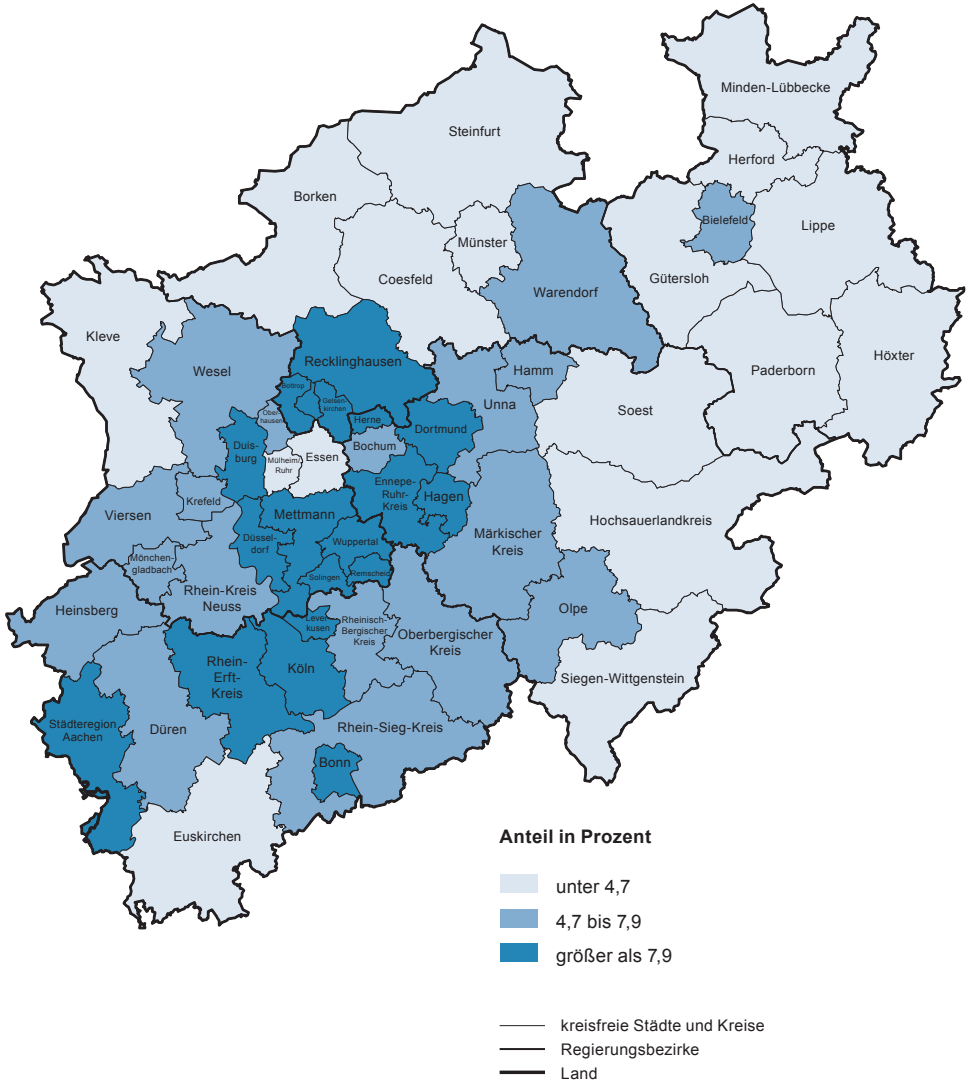 Minden-Lübbecke
Steinfurt
Herford
Borken
Bielefeld
Lippe
Münster
Coesfeld
Gütersloh
Warendorf
Kleve
Höxter
Recklinghausen
Wesel
Hamm
Paderborn
Bottrop
Gelsen-
kirchen
Unna
Soest
Ober-
hausen
Herne
Dortmund
Duis-
burg
Bochum
Essen
Mülheim/
Ruhr
Ennepe-
Ruhr-
Kreis
Hagen
Krefeld
Viersen
Mettmann
Hochsauerlandkreis
Düssel-
dorf
Wuppertal
Märkischer
Kreis
Mönchen-
gladbach
Solingen
Remscheid
Rhein-Kreis
Neuss
Heinsberg
Olpe
Lever-
kusen
Rheinisch-
Bergischer
Kreis
Oberbergischer
Kreis
Rhein-
Erft-
Kreis
Köln
Siegen-Wittgenstein
Städteregion
Aachen
Düren
Rhein-Sieg-Kreis
Bonn
Euskirchen
Anteil in Prozent
unter 4,7
4,7 bis 7,9
größer als 7,9
kreisfreie Städte und Kreise
Regierungsbezirke
Land